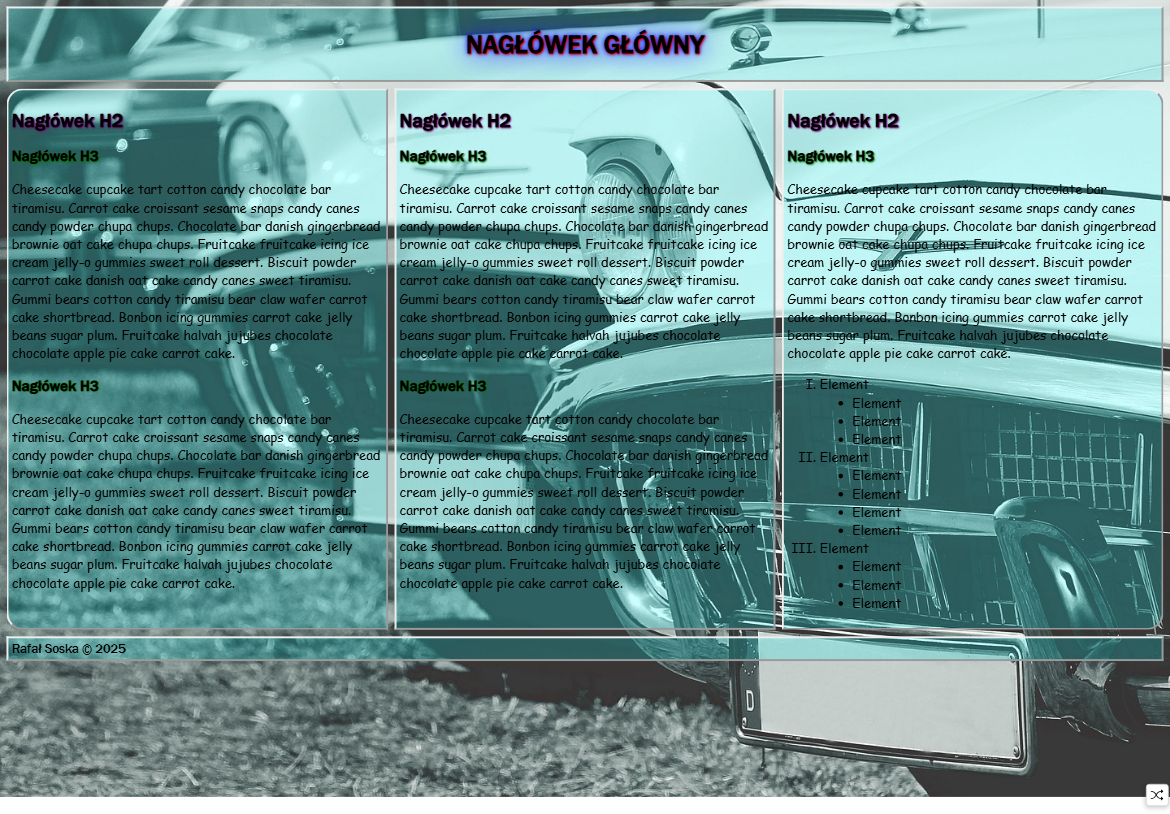 NAGŁÓWEK GŁÓWNY
Nagłówek H2
Nagłówek H3
Cheesecake cupcake tart cotton candy chocolate bar
tiramisu. Carrot cake croissant sesame snaps candy canes
candy powder chupa chups. Chocolate bar danish gingerbread
brownie oat cake chupa chups. Fruitcake fruitcake icing ice
cream jelly-o gummies sweet roll dessert. Biscuit powder
carrot cake danish oat cake candy canes sweet tiramisu.
Gummi bears cotton candy tiramisu bear claw wafer carrot
cake shortbread. Bonbon icing gummies carrot cake jelly
beans sugar plum. Fruitcake halvah jujubes chocolate
chocolate apple pie cake carrot cake.
Nagłówek H3
Cheesecake cupcake tart cotton candy chocolate bar
tiramisu. Carrot cake croissant sesame snaps candy canes
candy powder chupa chups. Chocolate bar danish gingerbread
brownie oat cake chupa chups. Fruitcake fruitcake icing ice
cream jelly-o gummies sweet roll dessert. Biscuit powder
carrot cake danish oat cake candy canes sweet tiramisu.
Gummi bears cotton candy tiramisu bear claw wafer carrot
cake shortbread. Bonbon icing gummies carrot cake jelly
beans sugar plum. Fruitcake halvah jujubes chocolate
chocolate apple pie cake carrot cake.
Nagłówek H2
Nagłówek H3
Cheesecake cupcake tart cotton candy chocolate bar
tiramisu. Carrot cake croissant sesame snaps candy canes
candy powder chupa chups. Chocolate bar danish gingerbread
brownie oat cake chupa chups. Fruitcake fruitcake icing ice
cream jelly-o gummies sweet roll dessert. Biscuit powder
carrot cake danish oat cake candy canes sweet tiramisu.
Gummi bears cotton candy tiramisu bear claw wafer carrot
cake shortbread. Bonbon icing gummies carrot cake jelly
beans sugar plum. Fruitcake halvah jujubes chocolate
chocolate apple pie cake carrot cake.
Nagłówek H3
Cheesecake cupcake tart cotton candy chocolate bar
tiramisu. Carrot cake croissant sesame snaps candy canes
candy powder chupa chups. Chocolate bar danish gingerbread
brownie oat cake chupa chups. Fruitcake fruitcake icing ice
cream jelly-o gummies sweet roll dessert. Biscuit powder
carrot cake danish oat cake candy canes sweet tiramisu.
Gummi bears cotton candy tiramisu bear claw wafer carrot
cake shortbread. Bonbon icing gummies carrot cake jelly
beans sugar plum. Fruitcake halvah jujubes chocolate
chocolate apple pie cake carrot cake.
Nagłówek H2
Nagłówek H3
Cheesecake cupcake tart cotton candy chocolate bar
tiramisu. Carrot cake croissant sesame snaps candy canes
candy powder chupa chups. Chocolate bar danish gingerbread
brownie oat cake chupa chups. Fruitcake fruitcake icing ice
cream jelly-o gummies sweet roll dessert. Biscuit powder
carrot cake danish oat cake candy canes sweet tiramisu.
Gummi bears cotton candy tiramisu bear claw wafer carrot
cake shortbread. Bonbon icing gummies carrot cake jelly
beans sugar plum. Fruitcake halvah jujubes chocolate
chocolate apple pie cake carrot cake.
I. Element
• Element
• Element
• Element
II. Element
• Element
• Element
• Element
• Element
III. Element
• Element
• Element
• Element
Rafał Soska © 2025
D